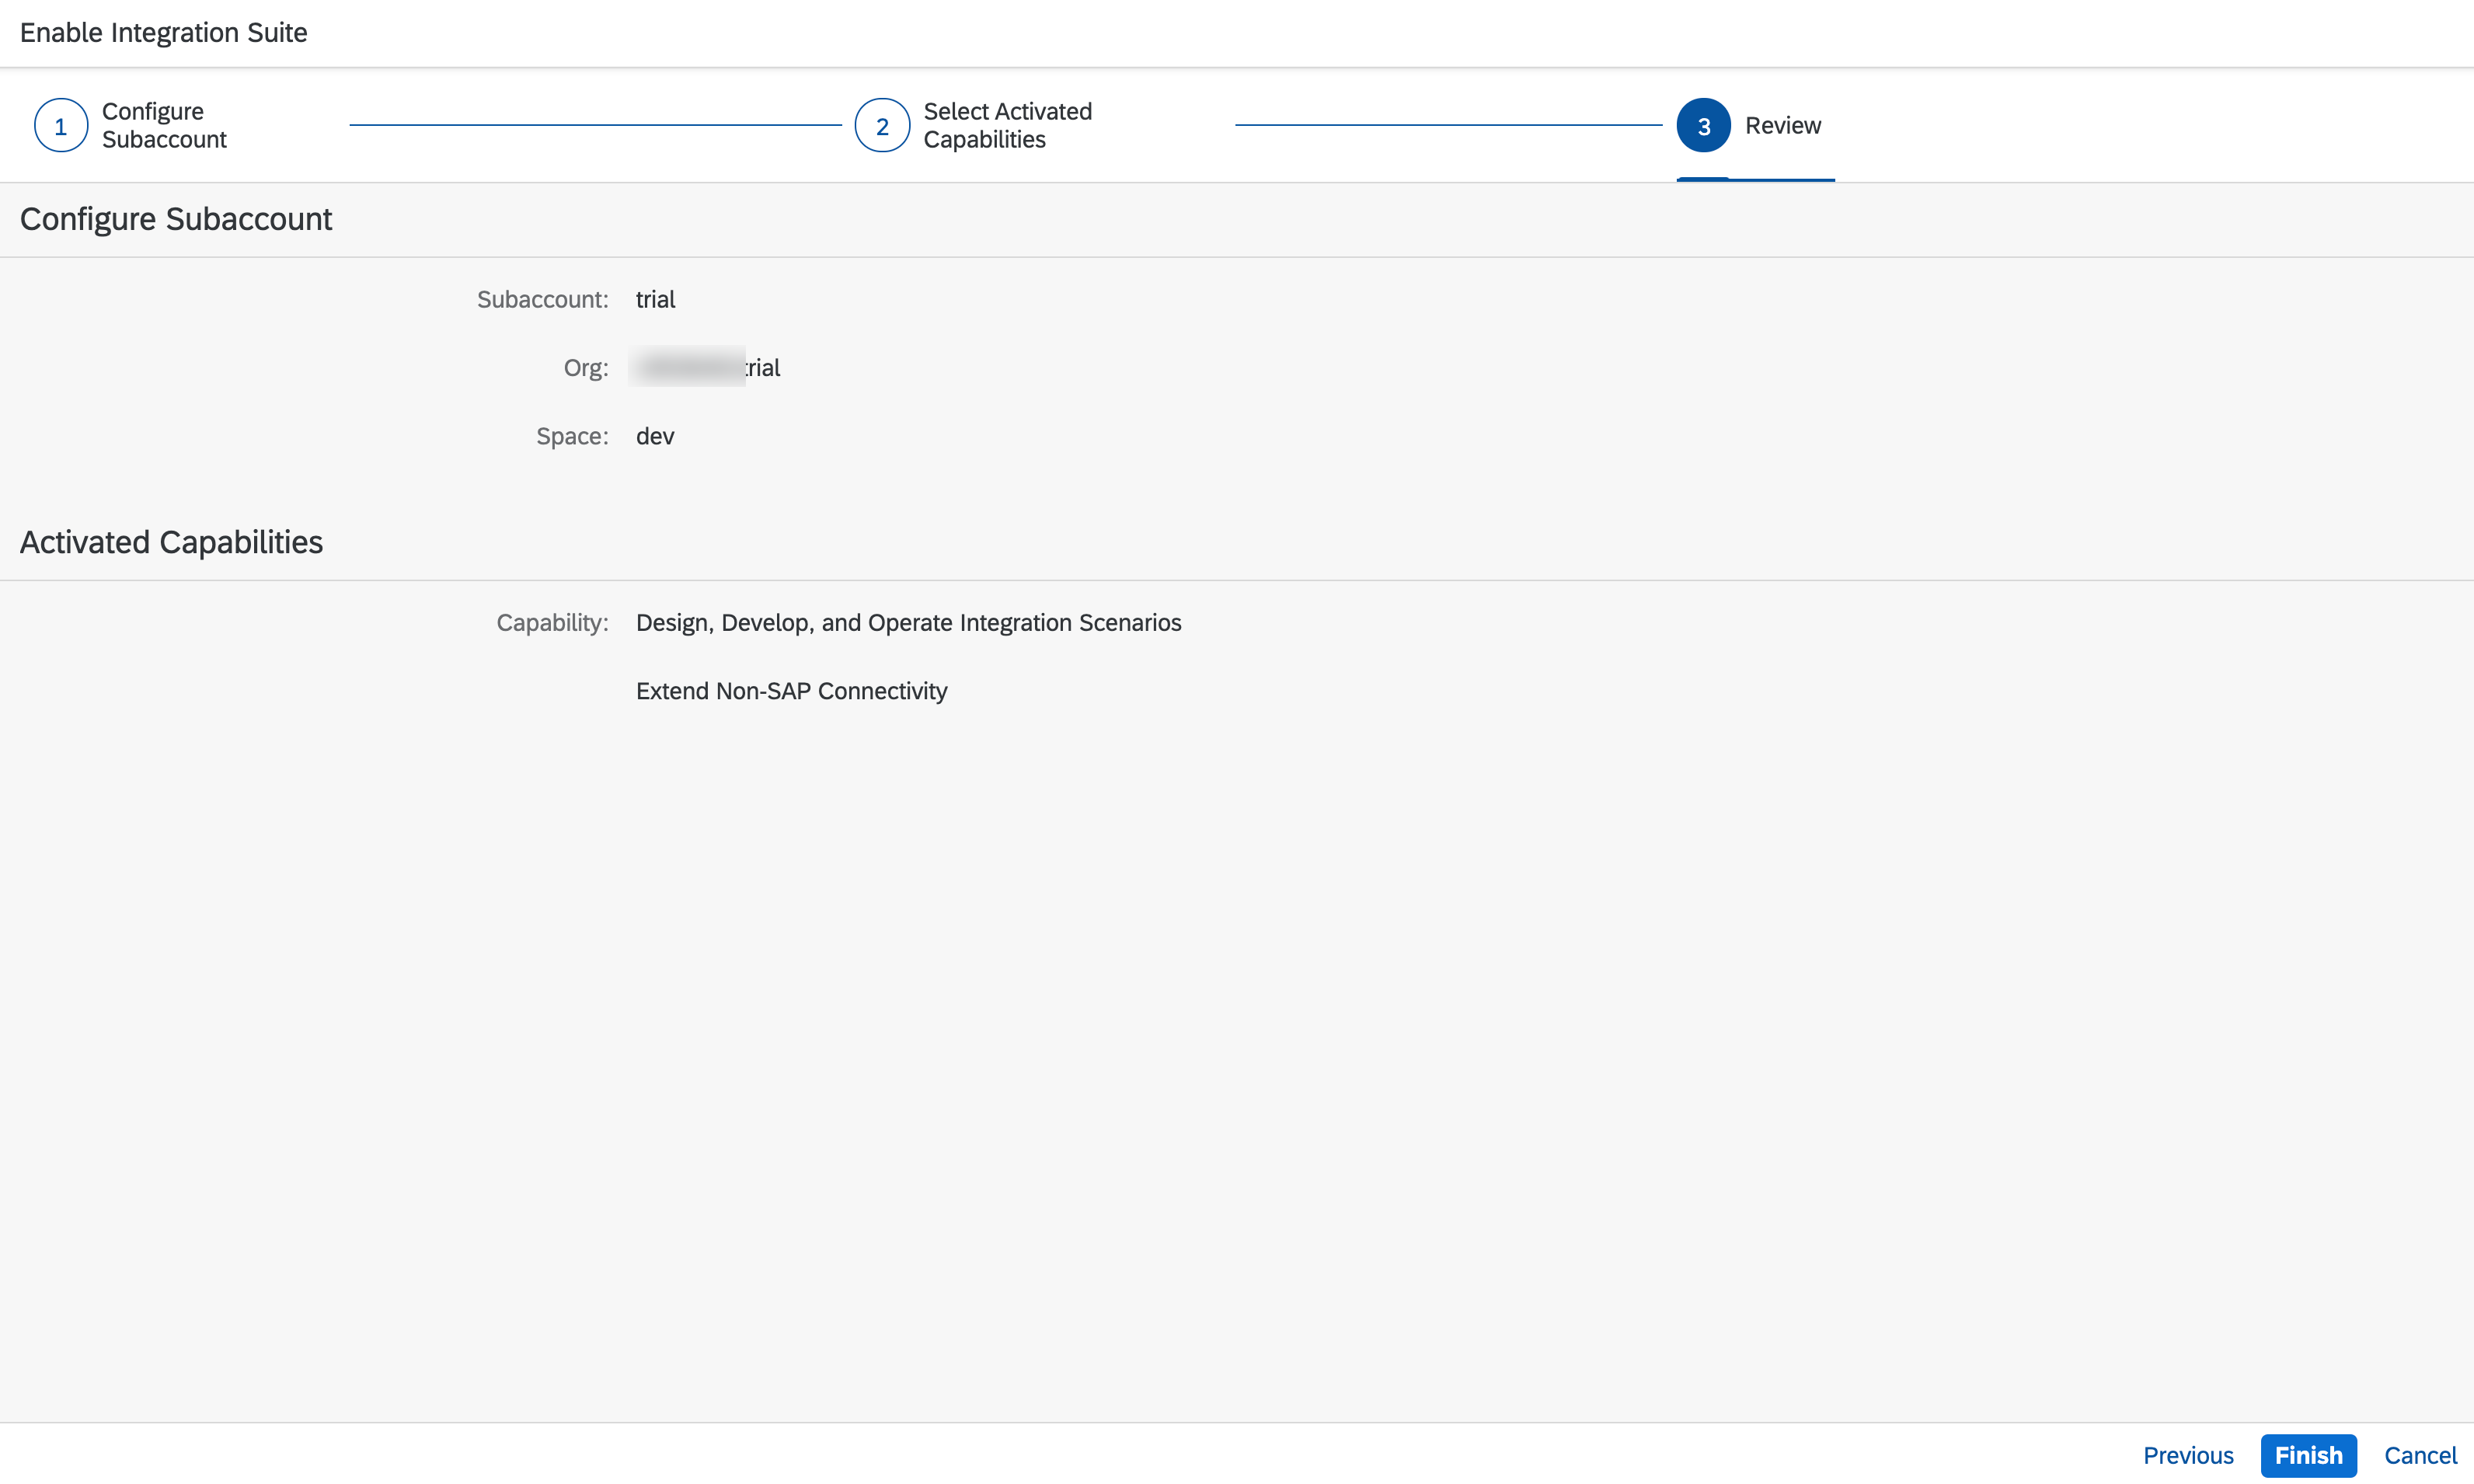 Enable Integration Suite
1 Configure
Subaccount
2 Select Activated
Capabilities
3 Review
Configure Subaccount
Subaccount: trial
Org: trial
Space: dev
Activated Capabilities
Capability: Design, Develop, and Operate Integration Scenarios
Extend Non-SAP Connectivity
Previous Finish Cancel